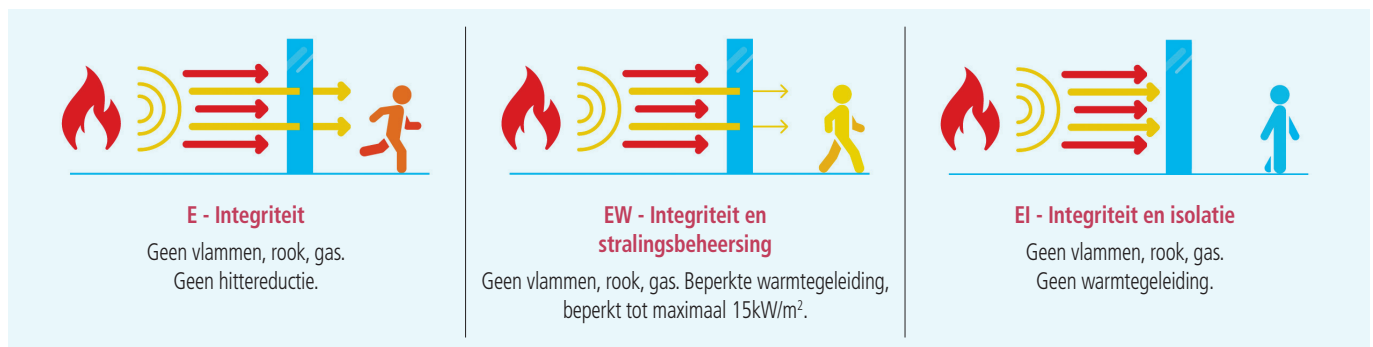 E - Integriteit
Geen vlammen, rook, gas.
Geen hittereductie.
EW - Integriteit en
stralingsbeheersing
Geen vlammen, rook, gas. Beperkte warmtegeleiding,
beperkt tot maximaal 15kW/m².
EI - Integriteit en isolatie
Geen vlammen, rook, gas.
Geen warmtegeleiding.